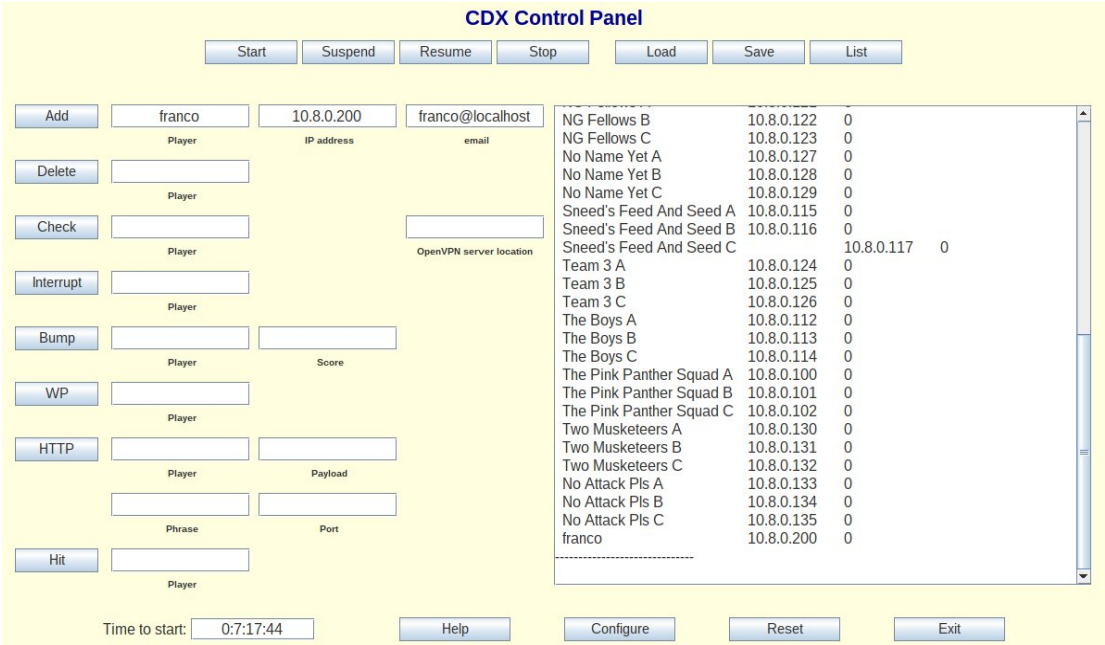 CDX Control Panel
Start Suspend Resume Stop Load Save List
Add franco 10.8.0.200 franco@localhost
Player IP address email
Delete
Player
Check
Player OpenVPN server location
Interrupt
Player
Bump
Player Score
WP
Player
HTTP
Player Payload
Phrase Port
Hit
Player
NG Fellows B 10.8.0.122 0
NG Fellows C 10.8.0.123 0
No Name Yet A 10.8.0.127 0
No Name Yet B 10.8.0.128 0
No Name Yet C 10.8.0.129 0
Sneed's Feed And Seed A 10.8.0.115 0
Sneed's Feed And Seed B 10.8.0.116 0
Sneed's Feed And Seed C 10.8.0.117 0
Team 3 A 10.8.0.124 0
Team 3 B 10.8.0.125 0
Team 3 C 10.8.0.126 0
The Boys A 10.8.0.112 0
The Boys B 10.8.0.113 0
The Boys C 10.8.0.114 0
The Pink Panther Squad A 10.8.0.100 0
The Pink Panther Squad B 10.8.0.101 0
The Pink Panther Squad C 10.8.0.102 0
Two Musketeers A 10.8.0.130 0
Two Musketeers B 10.8.0.131 0
Two Musketeers C 10.8.0.132 0
No Attack Pls A 10.8.0.133 0
No Attack Pls B 10.8.0.134 0
No Attack Pls C 10.8.0.135 0
franco 10.8.0.200 0
------------------------------
Time to start: 0:7:17:44 Help Configure Reset Exit